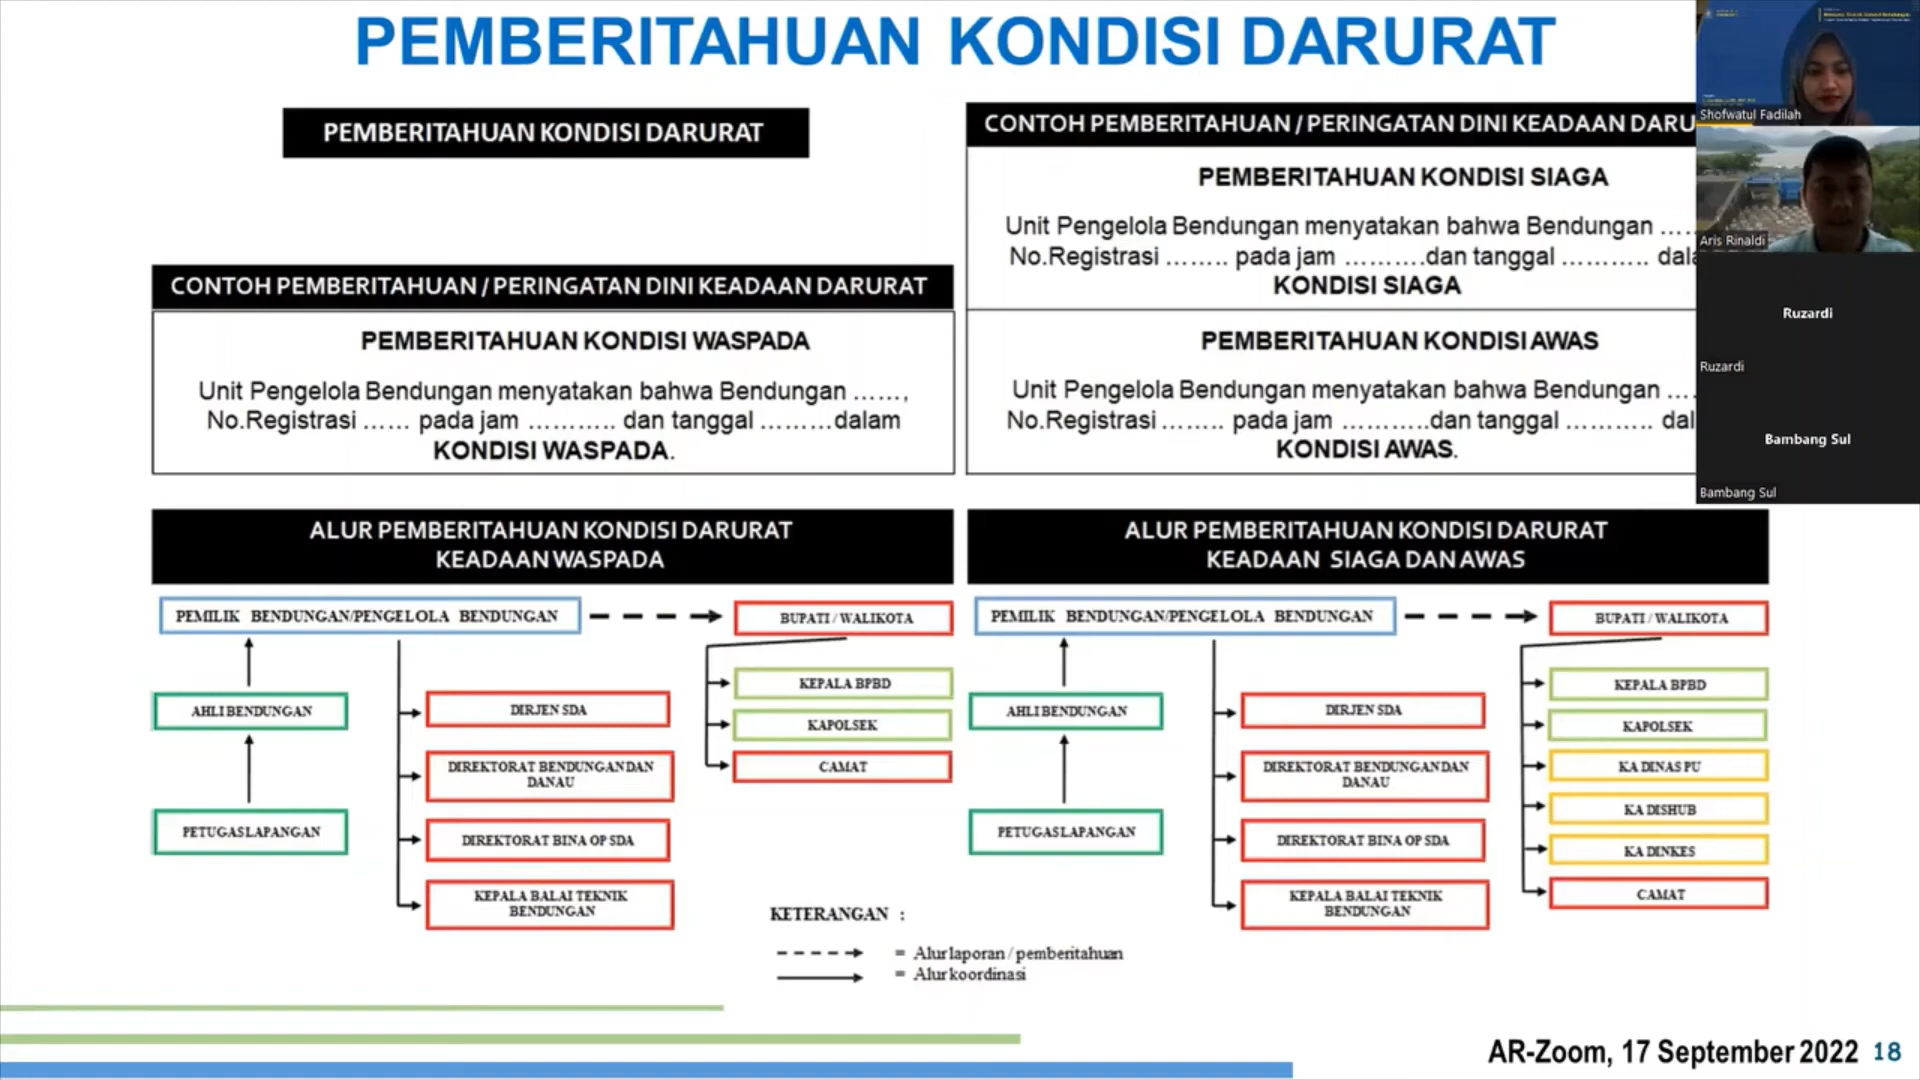 PEMBERITAHUAN KONDISI DARURAT
PEMBERITAHUAN KONDISI DARURAT
CONTOH PEMBERITAHUAN / PERINGATAN DINI KEADAAN DARURAT
PEMBERITAHUAN KONDISI WASPADA
Unit Pengelola Bendungan menyatakan bahwa Bendungan ……,
No.Registrasi …… pada jam ……….. dan tanggal ………dalam
KONDISI WASPADA.
CONTOH PEMBERITAHUAN / PERINGATAN DINI KEADAAN DARU
PEMBERITAHUAN KONDISI SIAGA
Unit Pengelola Bendungan menyatakan bahwa Bendungan ….
No.Registrasi …….. pada jam ……….dan tanggal ……….. dala
KONDISI SIAGA
PEMBERITAHUAN KONDISI AWAS
Unit Pengelola Bendungan menyatakan bahwa Bendungan ….
No.Registrasi …….. pada jam ………..dan tanggal ……….. dal
KONDISI AWAS.
ALUR PEMBERITAHUAN KONDISI DARURAT
KEADAAN WASPADA
PEMILIK BENDUNGAN/PENGELOLA BENDUNGAN
BUPATI / WALIKOTA
KEPALA BPBD
AHLI BENDUNGAN
DIRJEN SDA
KAPOLSEK
DIREKTORAT BENDUNGAN DAN
DANAU
CAMAT
PETUGAS LAPANGAN
DIREKTORAT BINA OP SDA
KEPALA BALAI TEKNIK
BENDUNGAN
ALUR PEMBERITAHUAN KONDISI DARURAT
KEADAAN SIAGA DAN AWAS
PEMILIK BENDUNGAN/PENGELOLA BENDUNGAN
BUPATI / WALIKOTA
KEPALA BPBD
AHLI BENDUNGAN
DIRJEN SDA
KAPOLSEK
DIREKTORAT BENDUNGAN DAN
DANAU
KA DINAS PU
KA DISHUB
PETUGAS LAPANGAN
DIREKTORAT BINA OP SDA
KA DINKES
KEPALA BALAI TEKNIK
BENDUNGAN
CAMAT
KETERANGAN :
= Alur laporan / pemberitahuan
= Alur koordinasi
AR-Zoom, 17 September 2022 18
Shofwatul Fadilah
Aris Rinaldi
Ruzardi
Ruzardi
Bambang Sul
Bambang Sul